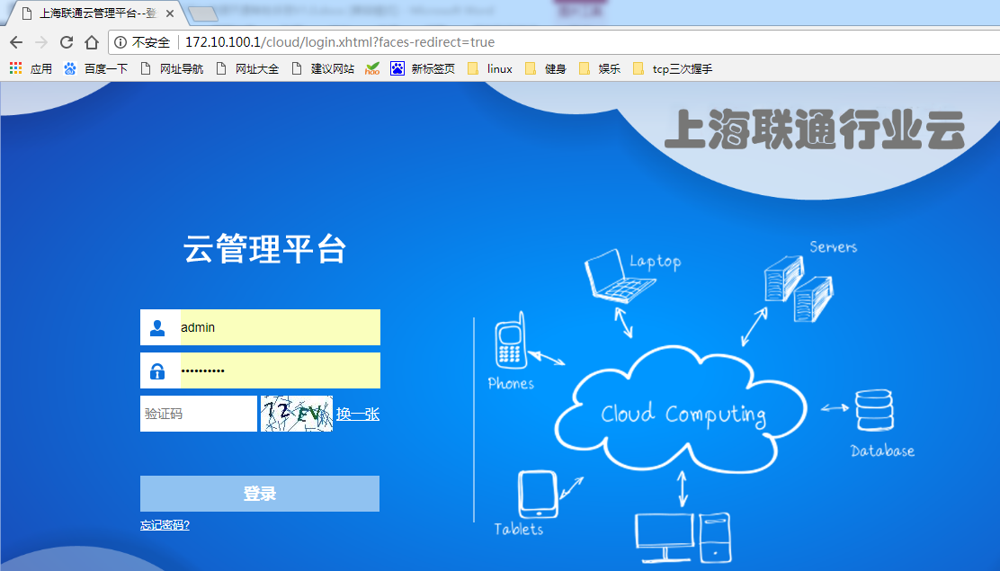 上海联通云管理平台--登
不安全 172.10.100.1/cloud/login.xhtml?faces-redirect=true
应用 百度一下 网址导航 网址大全 建议网站 新标签页 linux 健身 娱乐 tcp三次握手
上海联通行业云
云管理平台
admin
••••••••••
验证码 换一张
登录
忘记密码?
Servers
Laptop
Phones
Cloud Computing
Database
Tablets